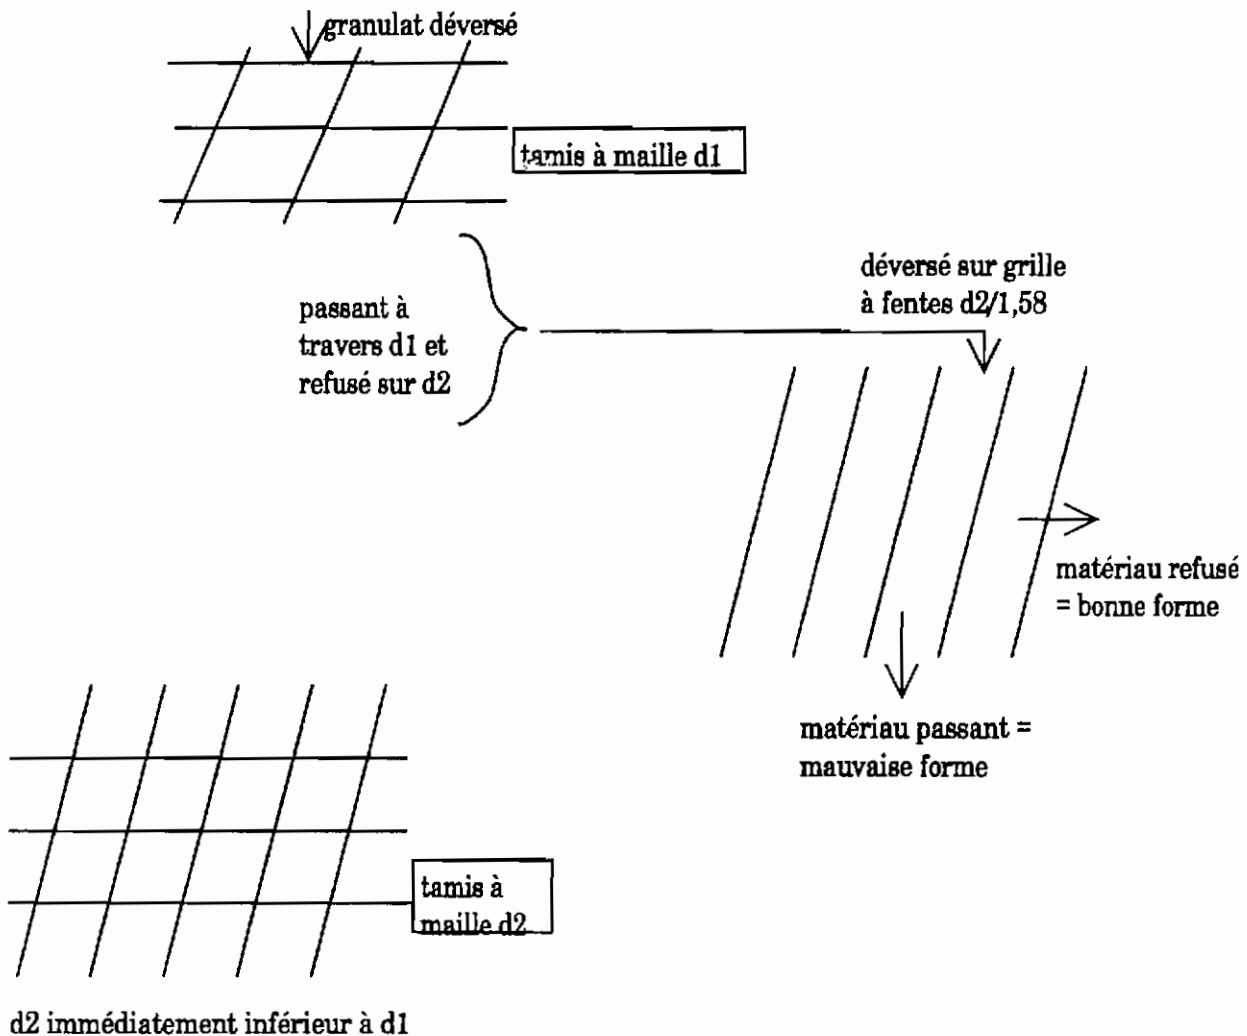 granulat déversé
tamis à maille d1
déversé sur grille
à fentes d2/1,58
passant à
travers d1 et
refusé sur d2
matériau refusé
= bonne forme
matériau passant =
mauvaise forme
tamis à
maille d2
d2 immédiatement inférieur à d1